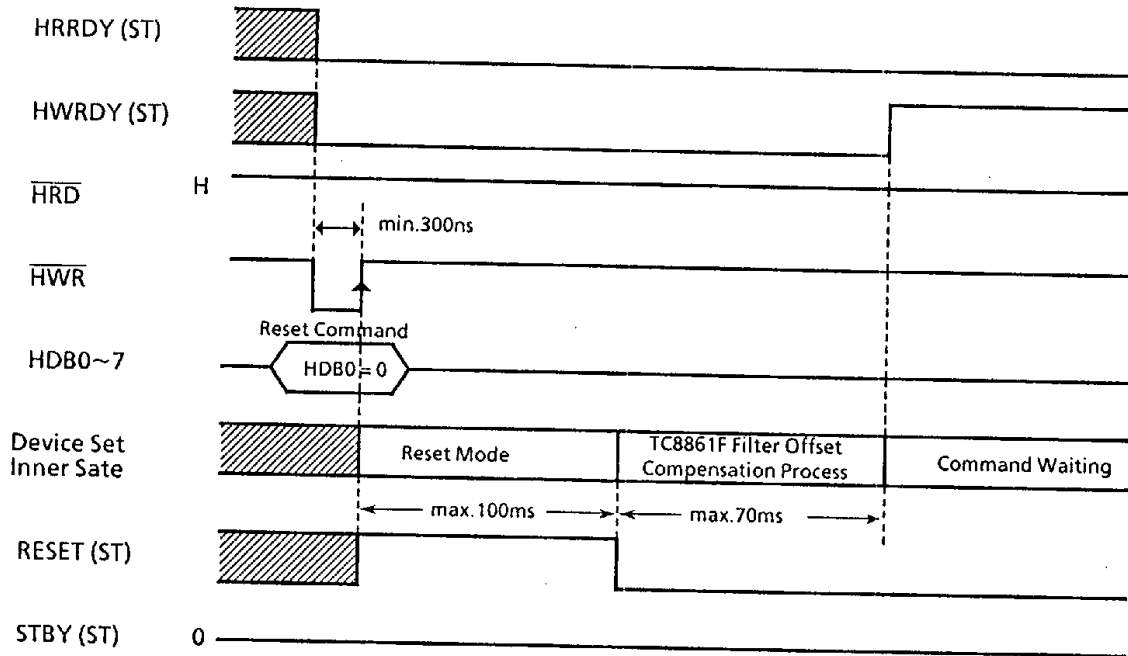 HRRDY (ST)
HWRDY (ST)
HRD H
min.300ns
HWR
Reset Command
HDB0~7
HDB0 = 0
Device Set
Inner Sate
Reset Mode
TC8861F Filter Offset
Compensation Process
Command Waiting
max.100ms
max.70ms
RESET (ST)
STBY (ST) 0